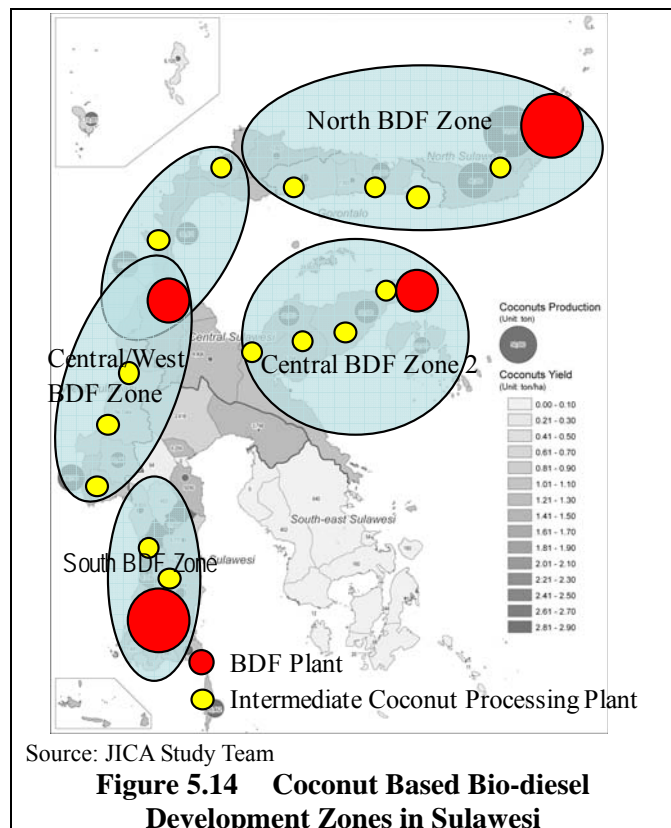 North BDF Zone
North Sulawesi
Gorontalo
Coconuts Production
(Unit: ton)
Coconuts Yield
(Unit: ton/ha)
0.00 - 0.10
0.21 - 0.30
0.41 - 0.50
0.61 - 0.70
0.81 - 0.90
1.01 - 1.10
1.21 - 1.30
1.41 - 1.50
1.61 - 1.70
1.81 - 1.90
2.01 - 2.10
2.21 - 2.30
2.41 - 2.50
2.61 - 2.70
2.81 - 2.90
Central Sulawesi
Central/West
BDF Zone
Central BDF Zone 2
South-east Sulawesi
South BDF Zone
Sulawesi
BDF Plant
Intermediate Coconut Processing Plant
Source: JICA Study Team
Figure 5.14 Coconut Based Bio-diesel
Development Zones in Sulawesi